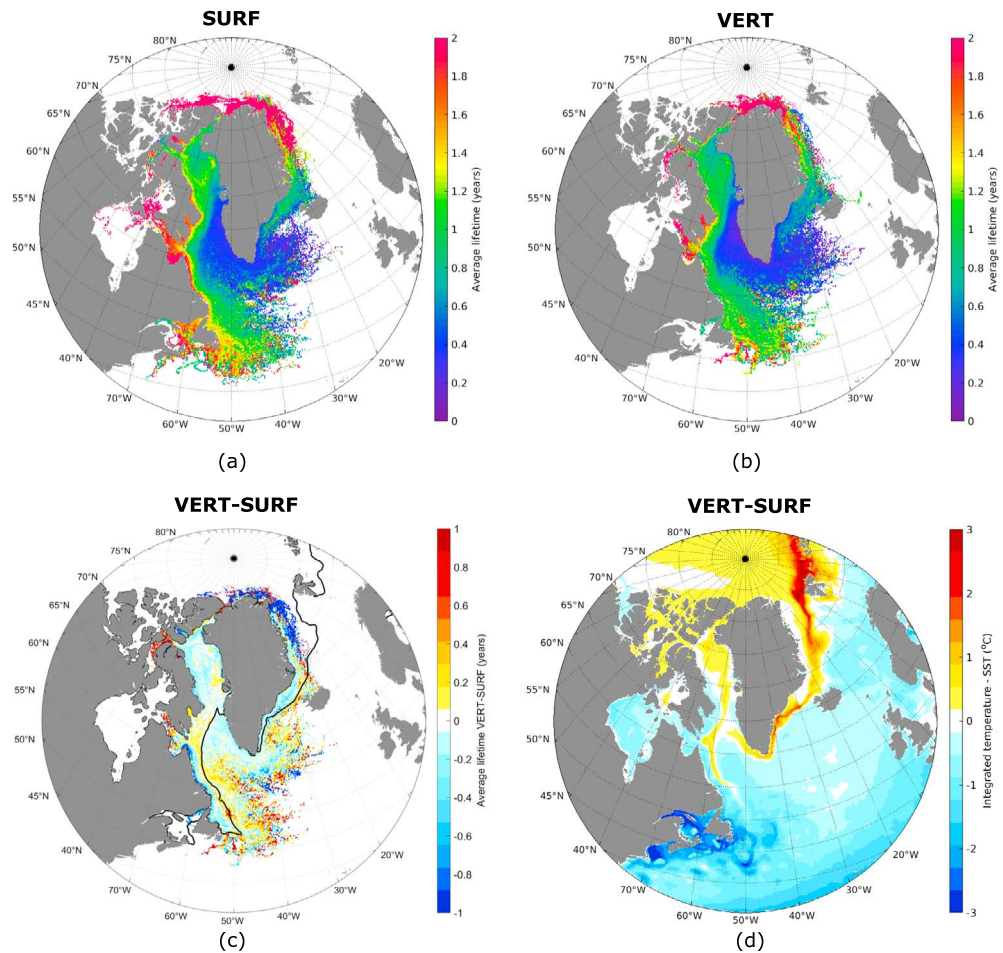 SURF
VERT
80°N
75°N
70°N
65°N
60°N
55°N
50°N
45°N
40°N
70°W
60°W
50°W
40°W
30°W
20°W
2
1.8
1.6
1.4
1.2
1
0.8
0.6
0.4
0.2
0
Average lifetime (years)
80°N
75°N
70°N
65°N
60°N
55°N
50°N
45°N
40°N
70°W
60°W
50°W
40°W
30°W
20°W
2
1.8
1.6
1.4
1.2
1
0.8
0.6
0.4
0.2
0
Average lifetime (years)
(a)
(b)
VERT-SURF
VERT-SURF
80°N
75°N
70°N
65°N
60°N
55°N
50°N
45°N
40°N
70°W
60°W
50°W
40°W
30°W
20°W
1
0.8
0.6
0.4
0.2
0
-0.2
-0.4
-0.6
-0.8
-1
Average lifetime VERT-SURF (years)
80°N
75°N
70°N
65°N
60°N
55°N
50°N
45°N
40°N
70°W
60°W
50°W
40°W
30°W
20°W
3
2
1
0
-1
-2
-3
Integrated temperature - SST (°C)
(c)
(d)